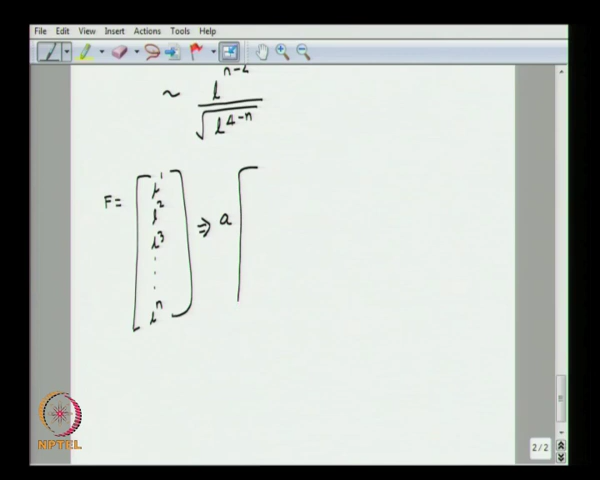 File Edit View Insert Actions Tools Help
~ l^{n-2} / √(l^{4-n})
F = [ l^1 l^2 l^3 . . . l^n ] ⇒ a [
NPTEL
2/2